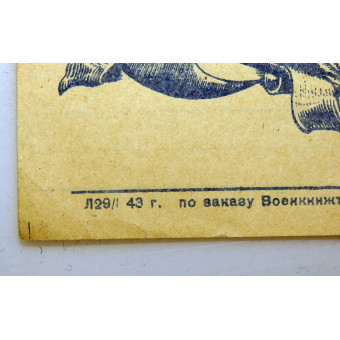 Л29/I 43 г. по заказу Военкнижт